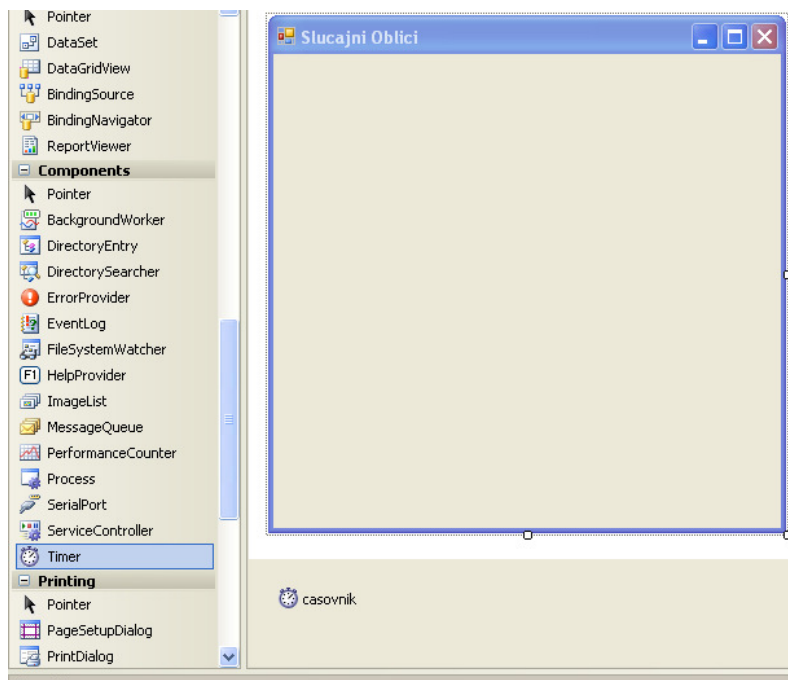 Pointer
DataSet
DataGridView
BindingSource
BindingNavigator
ReportViewer
Components
Pointer
BackgroundWorker
DirectoryEntry
DirectorySearcher
ErrorProvider
EventLog
FileSystemWatcher
F1 HelpProvider
ImageList
MessageQueue
PerformanceCounter
Process
SerialPort
ServiceController
Timer
Printing
Pointer
PageSetupDialog
PrintDialog
Slucajni Oblici
casovnik